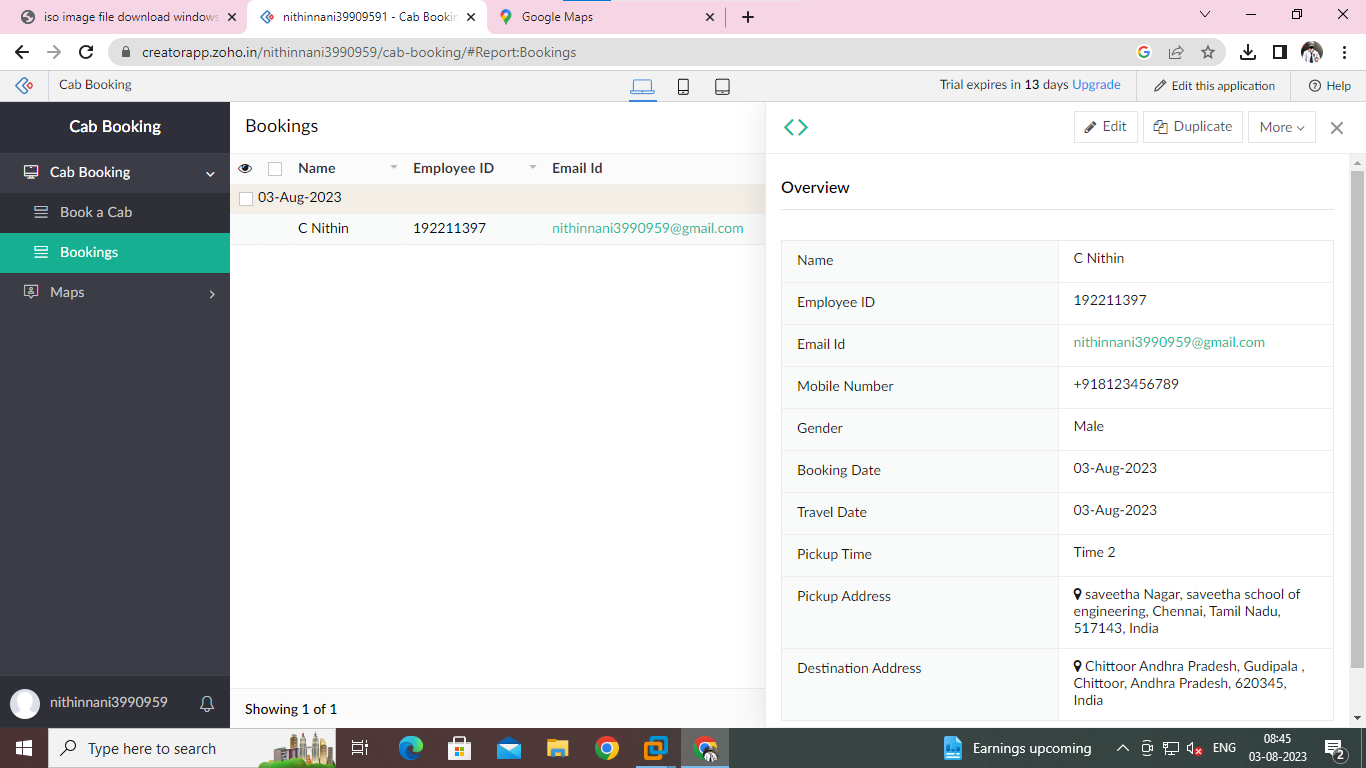 iso image file download windows
nithinnani39909591 - Cab Bookin
Google Maps
creatorapp.zoho.in/nithinnani3990959/cab-booking/#Report:Bookings
Cab Booking
Trial expires in 13 days Upgrade
Edit this application
Help
Cab Booking
Cab Booking
Book a Cab
Bookings
Maps
nithinnani3990959
Bookings
Name Employee ID Email Id
03-Aug-2023
C Nithin 192211397 nithinnani3990959@gmail.com
Showing 1 of 1
Edit Duplicate More
Overview
Name C Nithin
Employee ID 192211397
Email Id nithinnani3990959@gmail.com
Mobile Number +918123456789
Gender Male
Booking Date 03-Aug-2023
Travel Date 03-Aug-2023
Pickup Time Time 2
Pickup Address saveetha Nagar, saveetha school of
engineering, Chennai, Tamil Nadu,
517143, India
Destination Address Chittoor Andhra Pradesh, Gudipala ,
Chittoor, Andhra Pradesh, 620345,
India
Type here to search
Earnings upcoming
ENG
08:45
03-08-2023
2